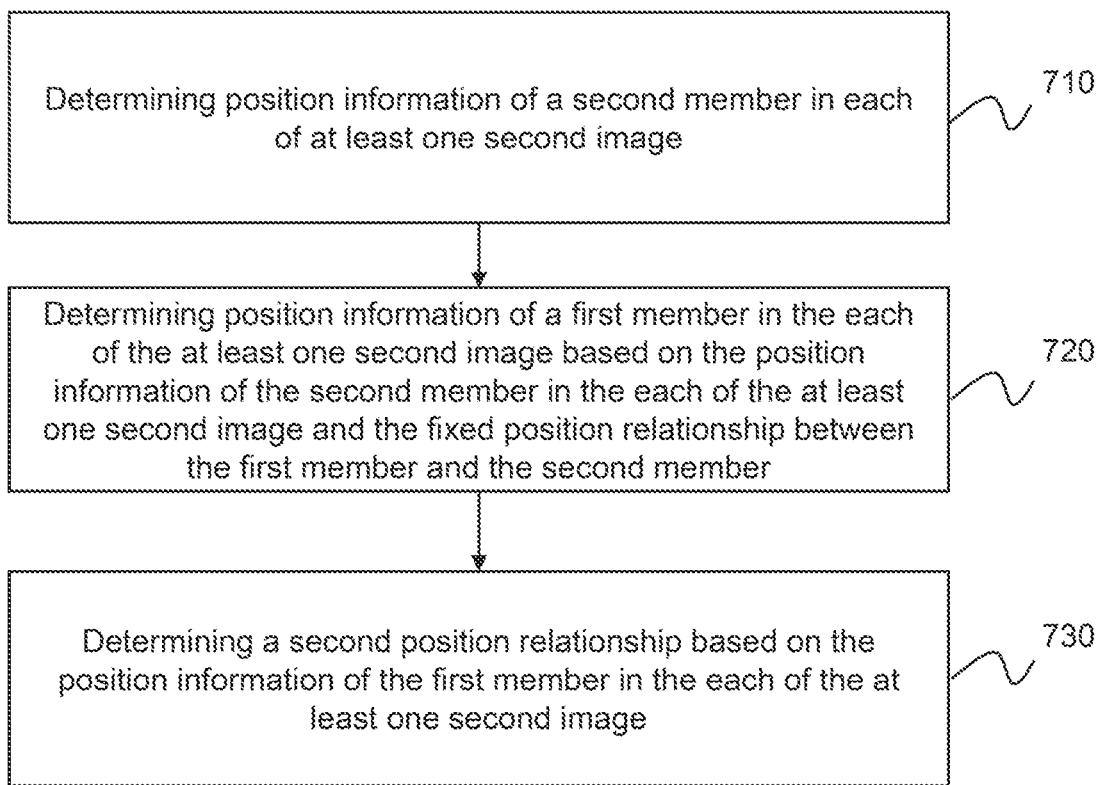 Determining position information of a second member in each
of at least one second image
710
Determining position information of a first member in the each
of the at least one second image based on the position
information of the second member in the each of the at least
one second image and the fixed position relationship between
the first member and the second member
720
Determining a second position relationship based on the
position information of the first member in the each of the at
least one second image
730